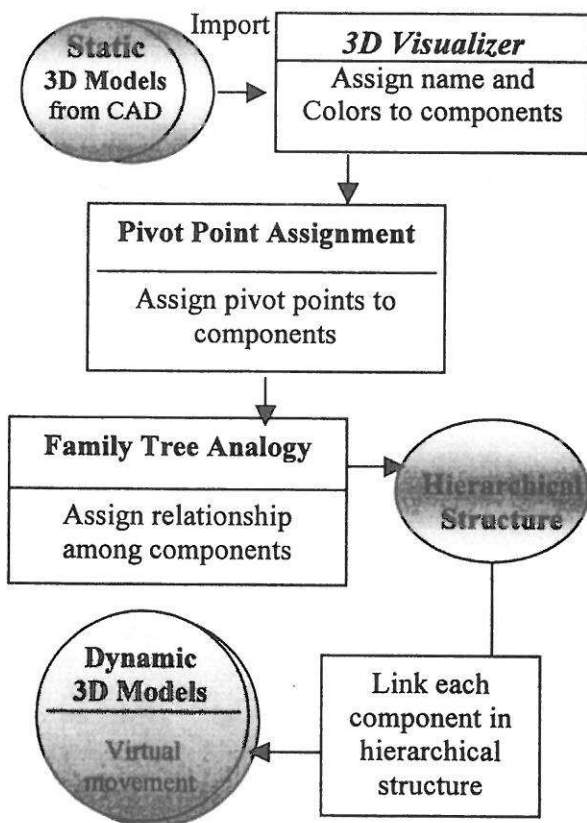 Static
3D Models
from CAD
Import
3D Visualizer
Assign name and
Colors to components
Pivot Point Assignment
Assign pivot points to
components
Family Tree Analogy
Assign relationship
among components
Hierarchical
Structure
Link each
component in
hierarchical
structure
Dynamic
3D Models
Virtual
movement